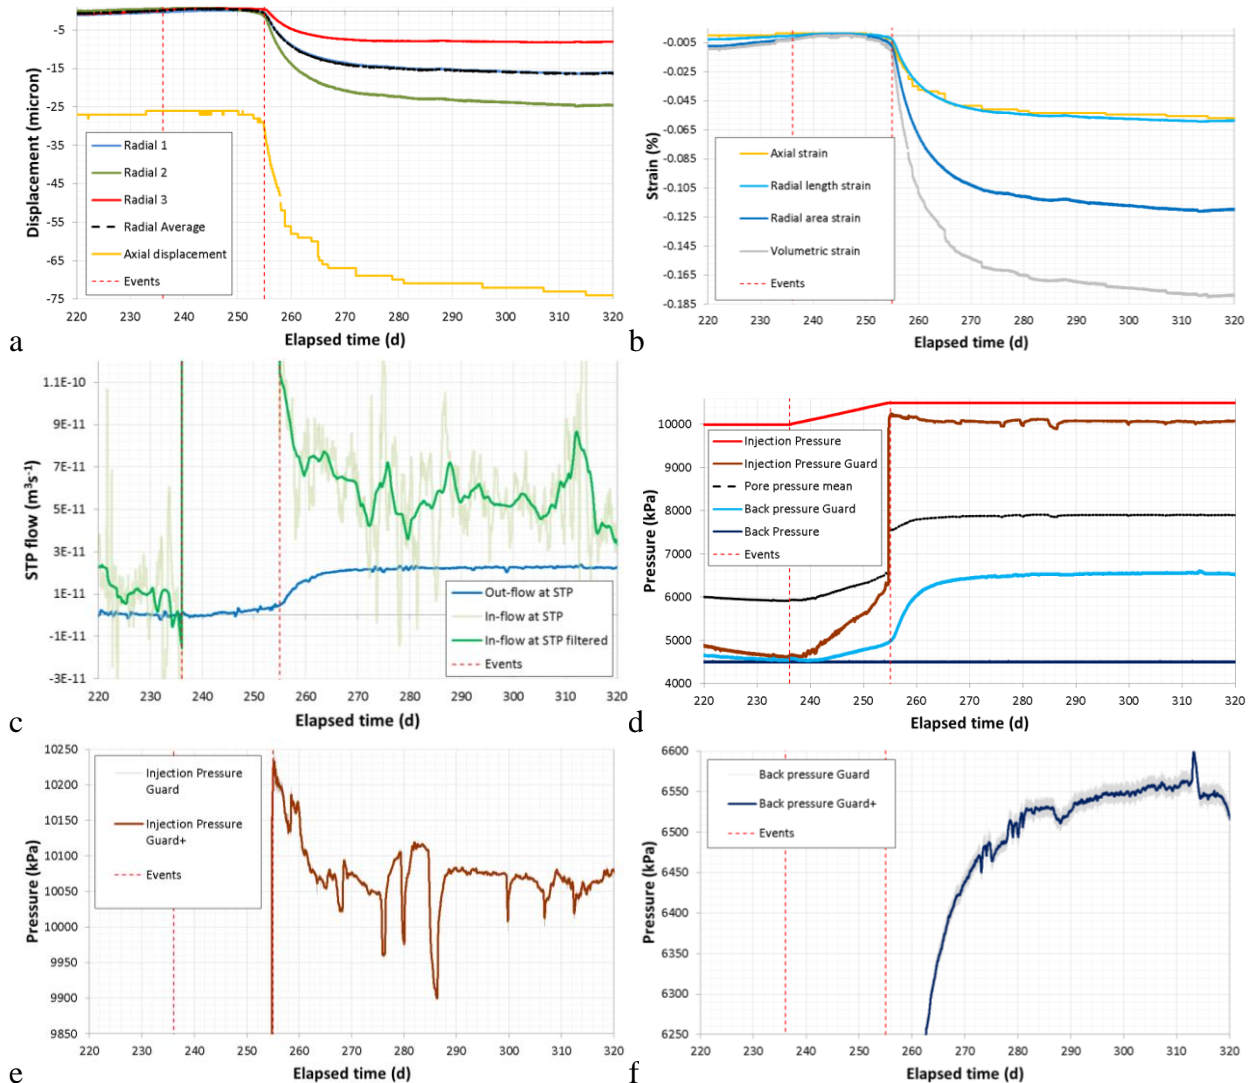 -5
-15
-25
-35
-45
-55
-65
-75
Displacement (micron)
Radial 1
Radial 2
Radial 3
Radial Average
Axial displacement
Events
220 230 240 250 260 270 280 290 300 310 320
Elapsed time (d)
a
-0.005
-0.025
-0.045
-0.065
-0.085
-0.105
-0.125
-0.145
-0.165
-0.185
Strain (%)
Axial strain
Radial length strain
Radial area strain
Volumetric strain
Events
220 230 240 250 260 270 280 290 300 310 320
Elapsed time (d)
b
1.1E-10
9E-11
7E-11
5E-11
3E-11
1E-11
-1E-11
-3E-11
STP flow (m³s⁻¹)
Out-flow at STP
In-flow at STP
In-flow at STP filtered
Events
220 230 240 250 260 270 280 290 300 310 320
Elapsed time (d)
c
10000
9000
8000
7000
6000
5000
4000
Pressure (kPa)
Injection Pressure
Injection Pressure Guard
Pore pressure mean
Back pressure Guard
Back Pressure
Events
220 230 240 250 260 270 280 290 300 310 320
Elapsed time (d)
d
10250
10200
10150
10100
10050
10000
9950
9900
9850
Pressure (kPa)
Injection Pressure
Guard
Injection Pressure
Guard+
Events
220 230 240 250 260 270 280 290 300 310 320
Elapsed time (d)
e
6600
6550
6500
6450
6400
6350
6300
6250
Pressure (kPa)
Back pressure Guard
Back pressure Guard+
Events
220 230 240 250 260 270 280 290 300 310 320
Elapsed time (d)
f